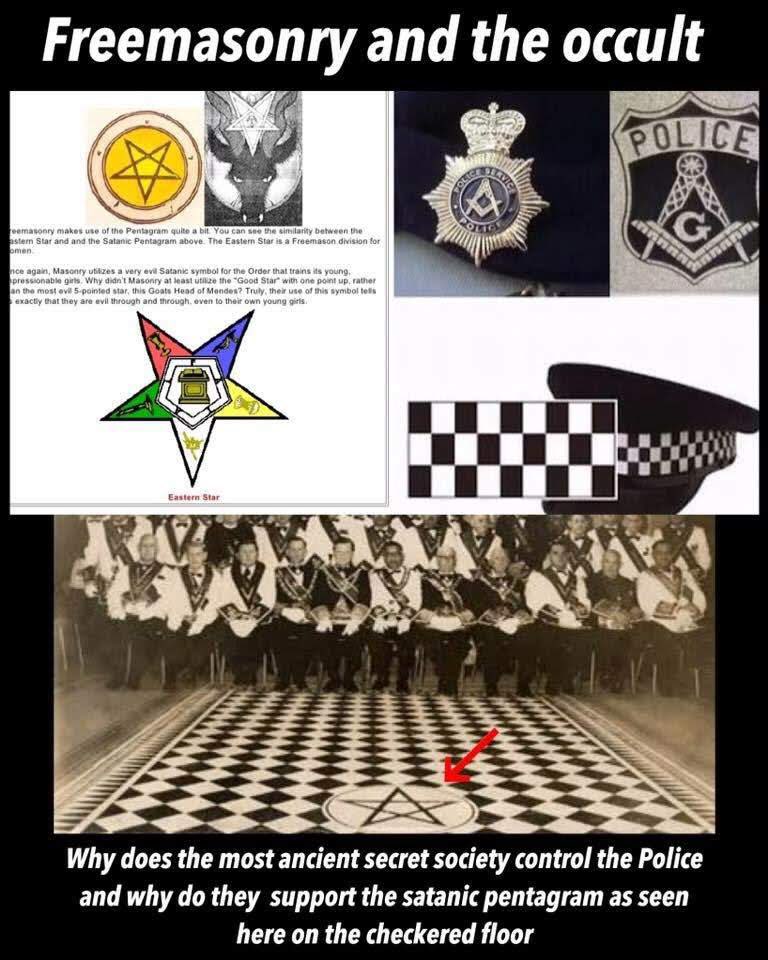 Freemasonry and the occult
reemasonry makes use of the Pentagram quite a bit. You can see the similarity between the
astern Star and and the Satanic Pentagram above. The Eastern Star is a Freemason division for
omen.
nce again, Masonry utilizes a very evil Satanic symbol for the Order that trains its young,
pressionable girls. Why didn't Masonry at least utilize the "Good Star" with one point up, rather
an the most evil 5-pointed star, this Goats Head of Mendes? Truly, their use of this symbol tells
s exactly that they are evil through and through, even to their own young girls.
Eastern Star
POLICE SERVICE
POLICE
POLICE
G
Why does the most ancient secret society control the Police
and why do they support the satanic pentagram as seen
here on the checkered floor